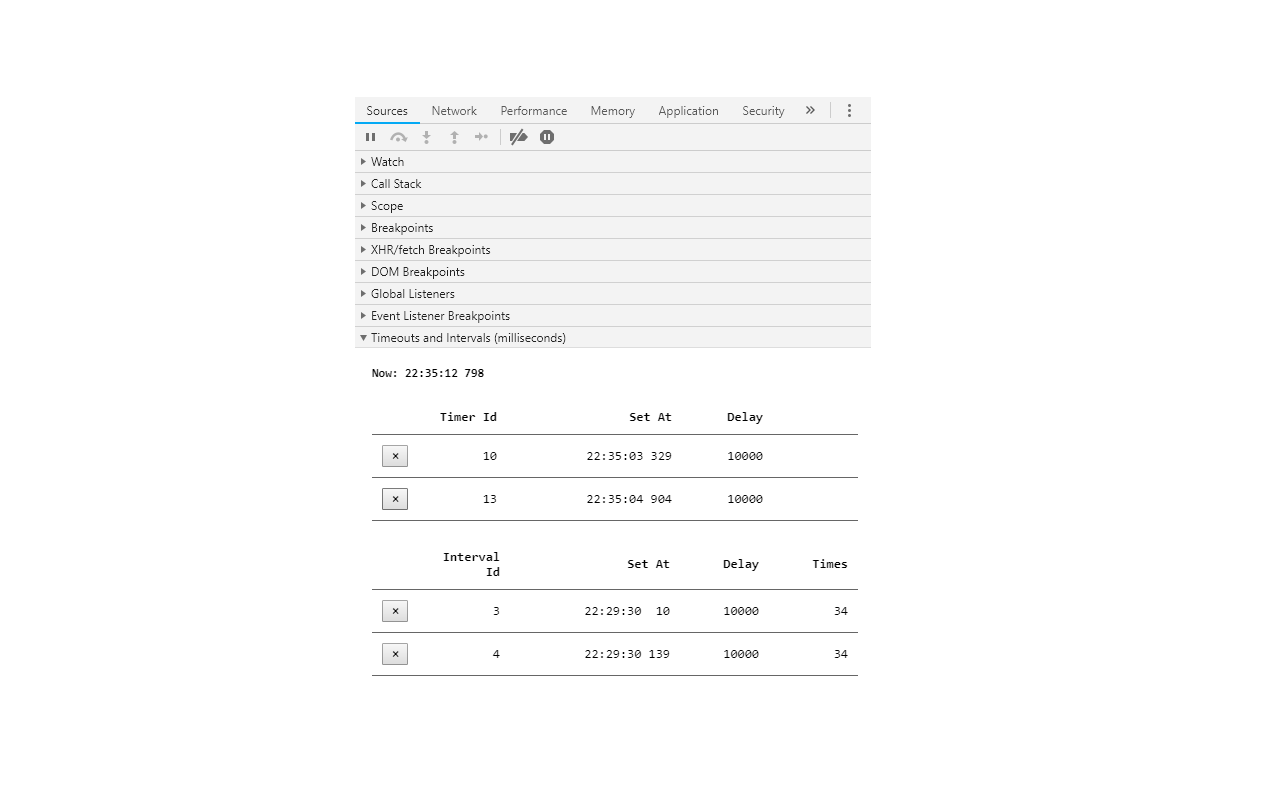 Sources Network Performance Memory Application Security »
Watch
Call Stack
Scope
Breakpoints
XHR/fetch Breakpoints
DOM Breakpoints
Global Listeners
Event Listener Breakpoints
Timeouts and Intervals (milliseconds)
Now: 22:35:12 798
Timer Id Set At Delay
× 10 22:35:03 329 10000
× 13 22:35:04 904 10000
Interval
Id Set At Delay Times
× 3 22:29:30 10 10000 34
× 4 22:29:30 139 10000 34